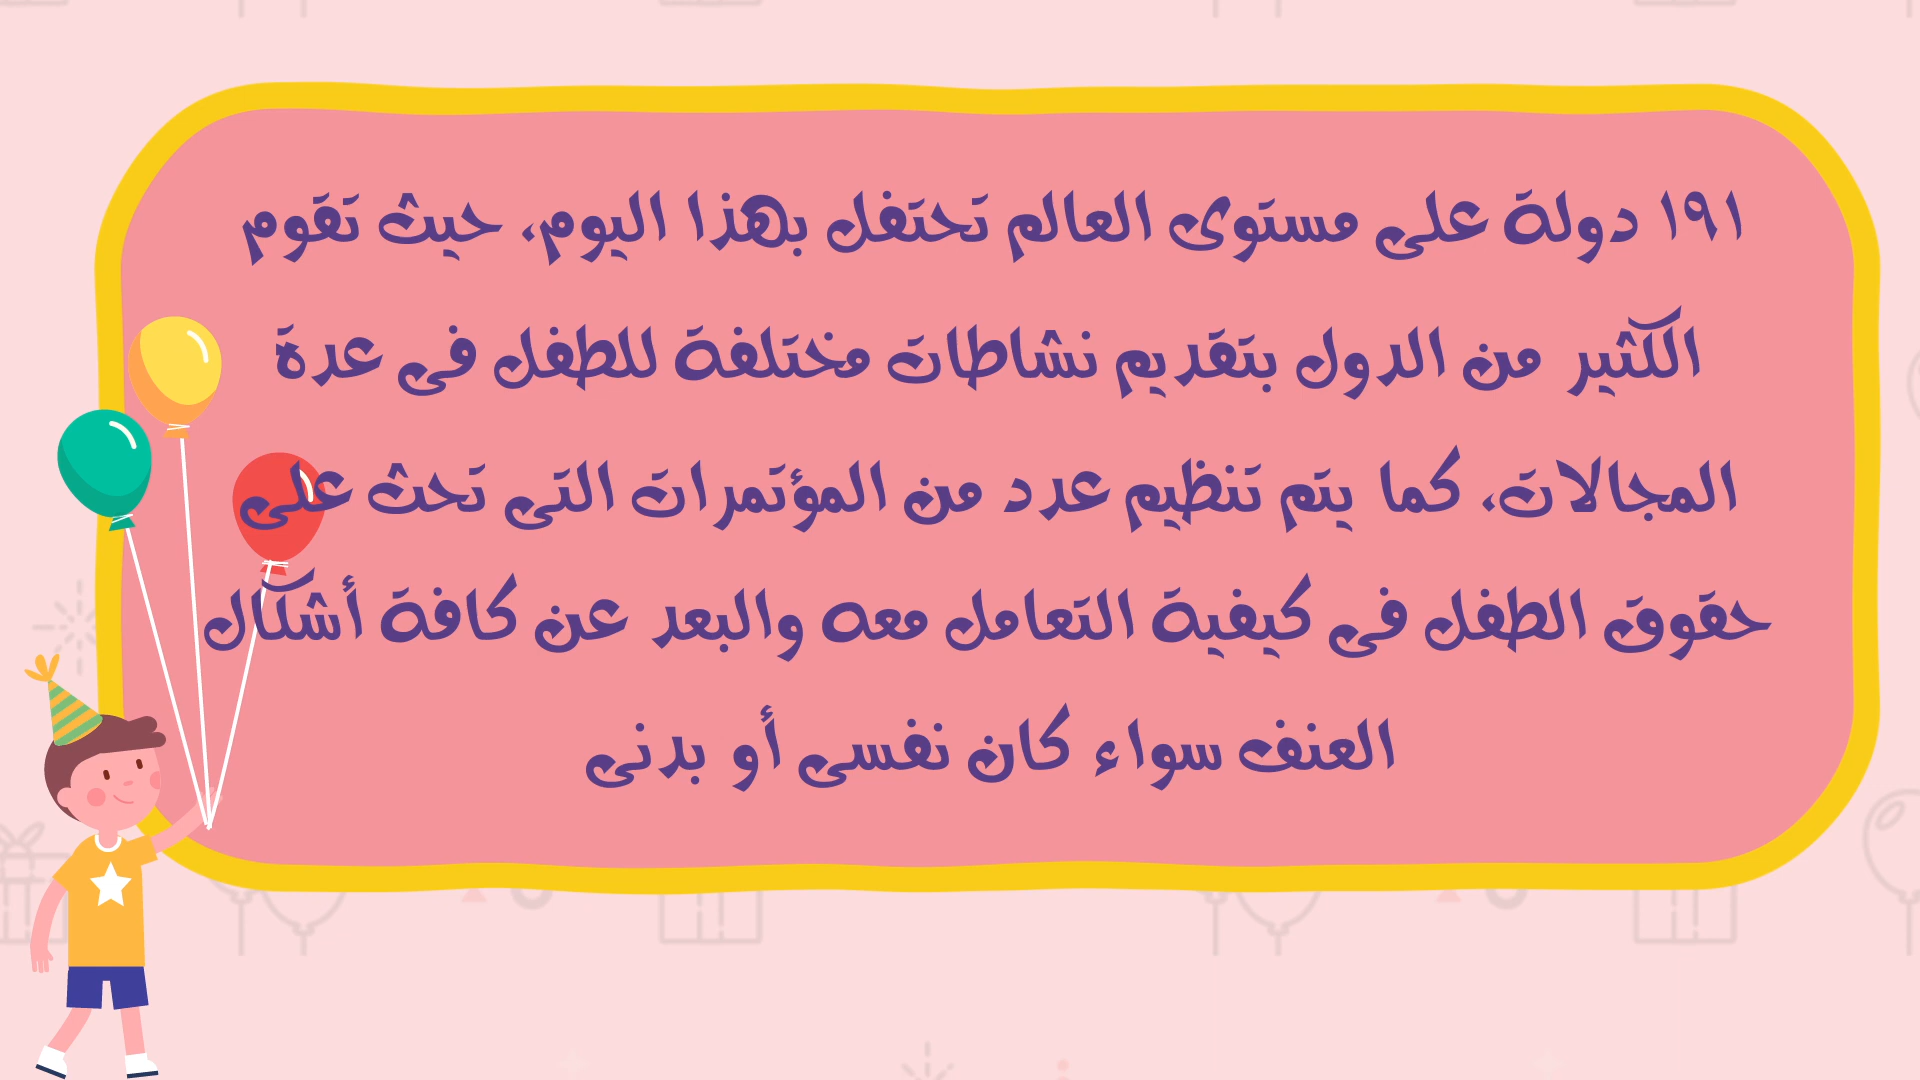 ١٩١ دولة على مستوى العالم تحتفل بهذا اليوم، حيث تقوم
الكثير من الدول بتقديم نشاطات مختلفة للطفل فى عدة
المجالات، كما يتم تنظيم عدد من المؤتمرات التى تحث على
حقوق الطفل فى كيفية التعامل معه والبعد عن كافة أشكال
العنف سواء كان نفسى أو بدنى